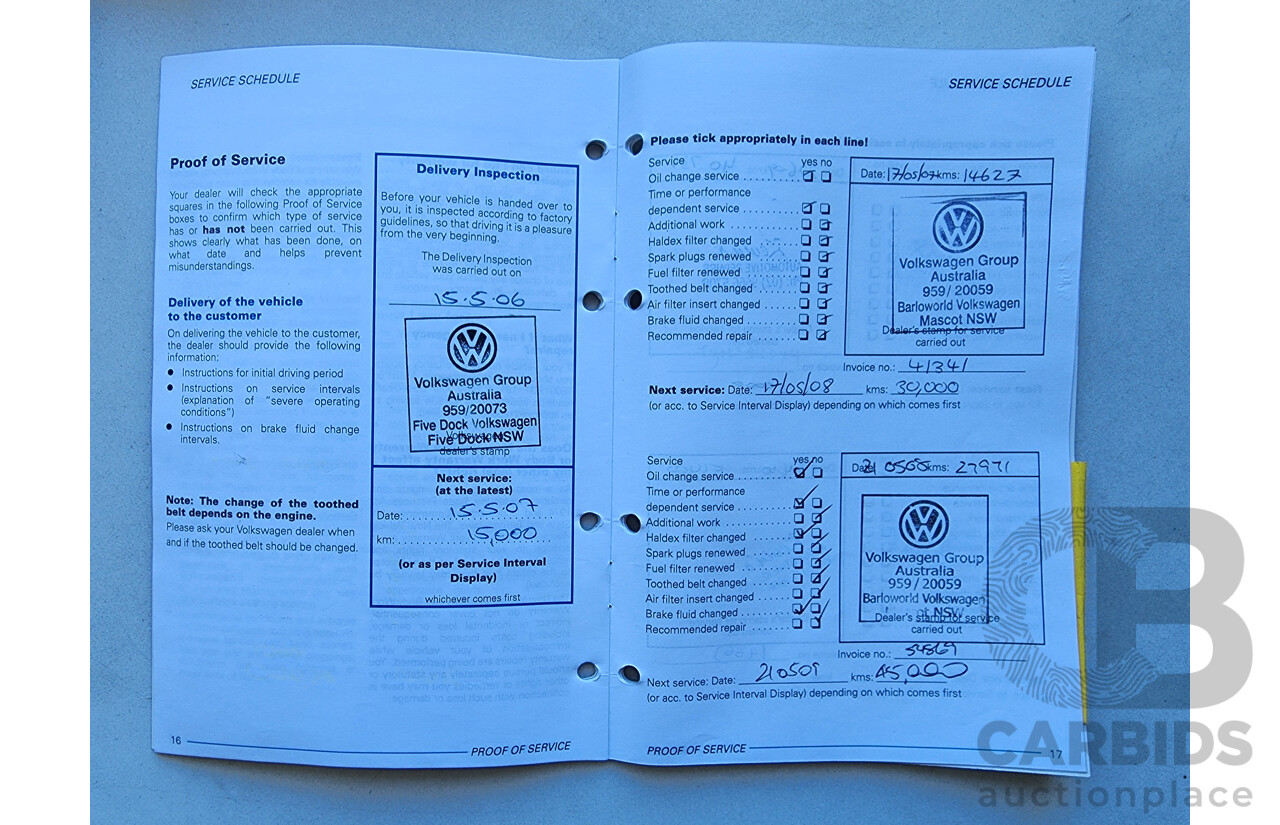 SERVICE SCHEDULE
Proof of Service
Your dealer will check the appropriate
squares in the following Proof of Service
boxes to confirm which type of service
has or has not been carried out. This
shows clearly what has been done, on
what date and helps prevent
misunderstandings.
Delivery of the vehicle
to the customer
On delivering the vehicle to the customer,
the dealer should provide the following
information:
• Instructions for initial driving period
• Instructions on service intervals
(explanation of "severe operating
conditions")
• Instructions on brake fluid change
intervals.
Note: The change of the toothed
belt depends on the engine.
Please ask your Volkswagen dealer when
and if the toothed belt should be changed.
Delivery Inspection
Before your vehicle is handed over to
you, it is inspected according to factory
guidelines, so that driving it is a pleasure
from the very beginning.
The Delivery Inspection
was carried out on
15.5.06
Volkswagen Group
Australia
959/20073
Five Dock Volkswagen
Five Dock NSW
dealer's stamp
Next service:
(at the latest)
Date: 15.5.07
km: 15,000
(or as per Service Interval
Display)
whichever comes first
16
PROOF OF SERVICE
SERVICE SCHEDULE
Please tick appropriately in each line!
Service yes no
Oil change service
Time or performance
dependent service
Additional work
Haldex filter changed
Spark plugs renewed
Fuel filter renewed
Toothed belt changed
Air filter insert changed
Brake fluid changed
Recommended repair
Date: 17/05/07 kms: 14627
Volkswagen Group
Australia
959/20059
Barloworld Volkswagen
Mascot NSW
Dealer's stamp for service
carried out
Invoice no.: 41341
Next service: Date: 17/05/08 kms: 30,000
(or acc. to Service Interval Display) depending on which comes first
Service yes no
Oil change service
Time or performance
dependent service
Additional work
Haldex filter changed
Spark plugs renewed
Fuel filter renewed
Toothed belt changed
Air filter insert changed
Brake fluid changed
Recommended repair
Date: 21 0508 kms: 27971
Volkswagen Group
Australia
959/20059
Barloworld Volkswagen
NSW
Dealer's stamp for service
carried out
Invoice no.:
Next service: Date: 210509 kms: 45,000
(or acc. to Service Interval Display) depending on which comes first
PROOF OF SERVICE
17
CARBIDS
auctionplace